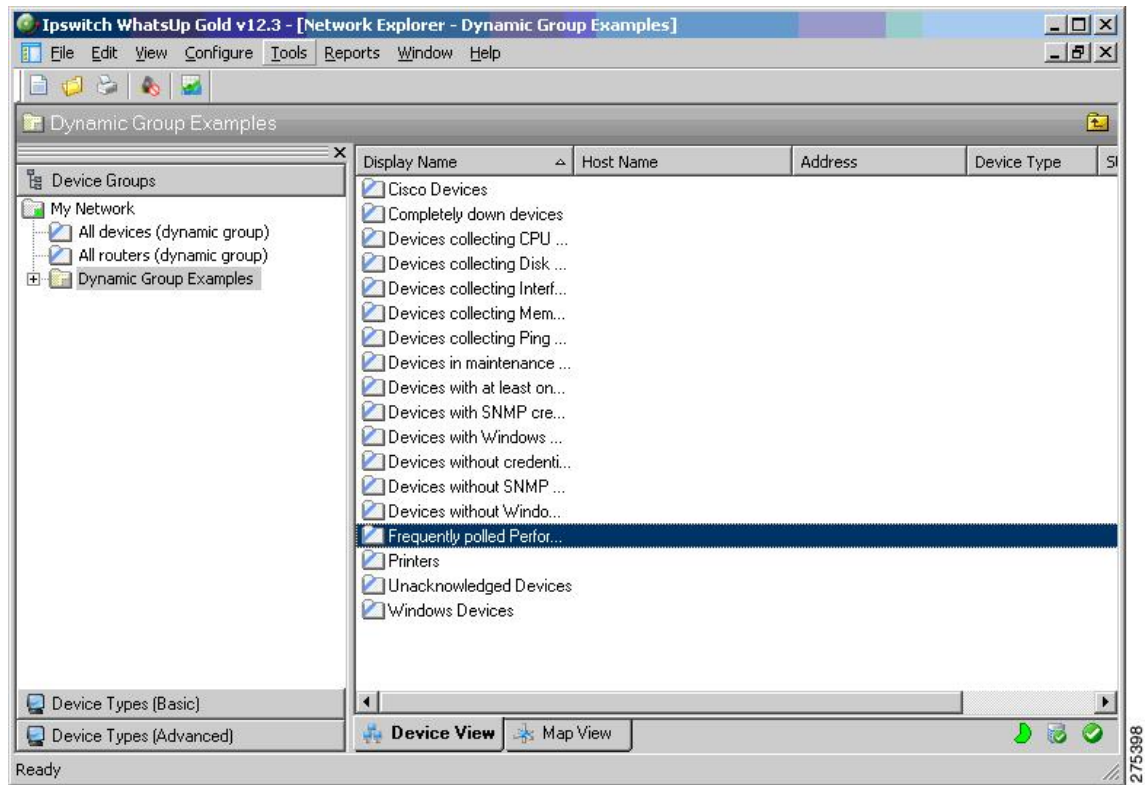 Ipswitch WhatsUp Gold v12.3 - [Network Explorer - Dynamic Group Examples]
File Edit View Configure Tools Reports Window Help
Dynamic Group Examples
Device Groups
My Network
All devices (dynamic group)
All routers (dynamic group)
Dynamic Group Examples
Device Types (Basic)
Device Types (Advanced)
Display Name Host Name Address Device Type
Cisco Devices
Completely down devices
Devices collecting CPU ...
Devices collecting Disk ...
Devices collecting Interf...
Devices collecting Mem...
Devices collecting Ping ...
Devices in maintenance ...
Devices with at least on...
Devices with SNMP cre...
Devices with Windows ...
Devices without credenti...
Devices without SNMP ...
Devices without Windo...
Frequently polled Perfor...
Printers
Unacknowledged Devices
Windows Devices
Device View Map View
Ready
275398